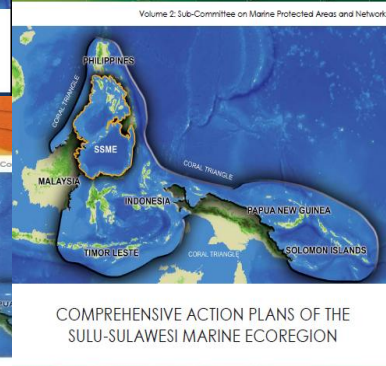 Volume 2: Sub-Committee on Marine Protected Areas and Network
PHILIPPINES
CORAL TRIANGLE
SSME
CORAL TRIANGLE
MALAYSIA
INDONESIA
PAPUA NEW GUINEA
SOLOMON ISLANDS
TIMOR LESTE
CORAL TRIANGLE
COMPREHENSIVE ACTION PLANS OF THE
SULU-SULAWESI MARINE ECOREGION